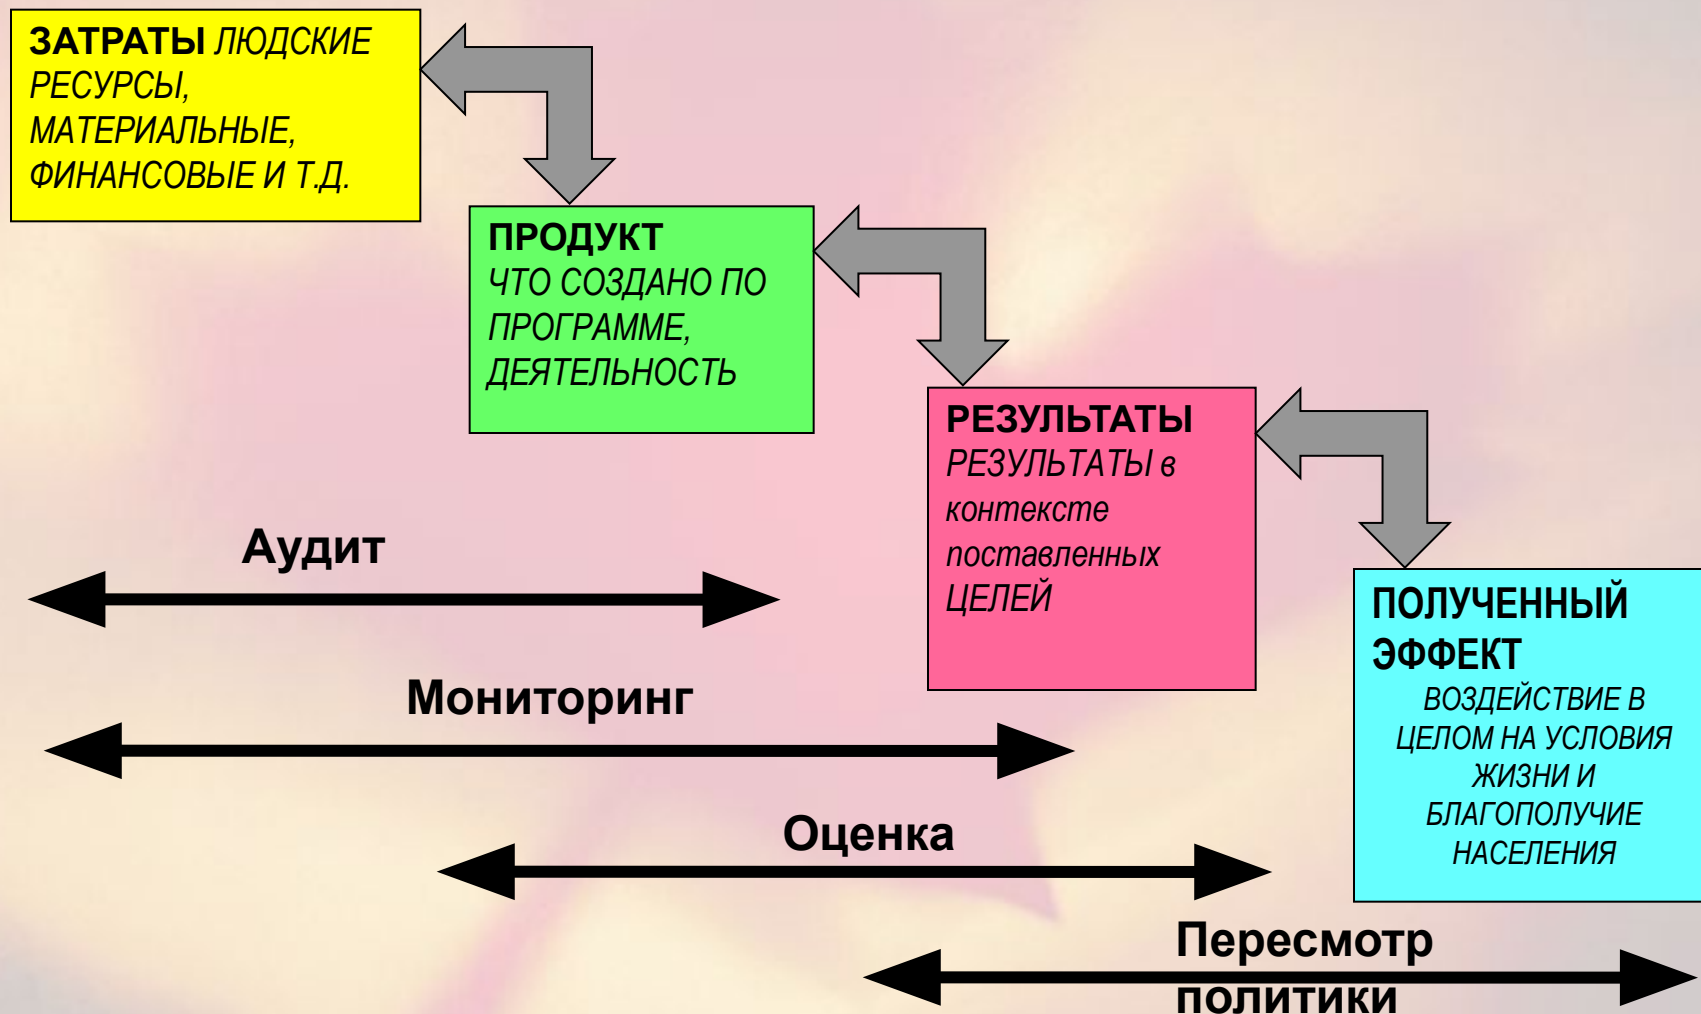 ЗАТРАТЫ ЛЮДСКИЕ
РЕСУРСЫ,
МАТЕРИАЛЬНЫЕ,
ФИНАНСОВЫЕ И Т.Д.
ПРОДУКТ
ЧТО СОЗДАНО ПО
ПРОГРАММЕ,
ДЕЯТЕЛЬНОСТЬ
РЕЗУЛЬТАТЫ
РЕЗУЛЬТАТЫ в
контексте
поставленных
ЦЕЛЕЙ
ПОЛУЧЕННЫЙ
ЭФФЕКТ
ВОЗДЕЙСТВИЕ В
ЦЕЛОМ НА УСЛОВИЯ
ЖИЗНИ И
БЛАГОПОЛУЧИЕ
НАСЕЛЕНИЯ
Аудит
Мониторинг
Оценка
Пересмотр
политики